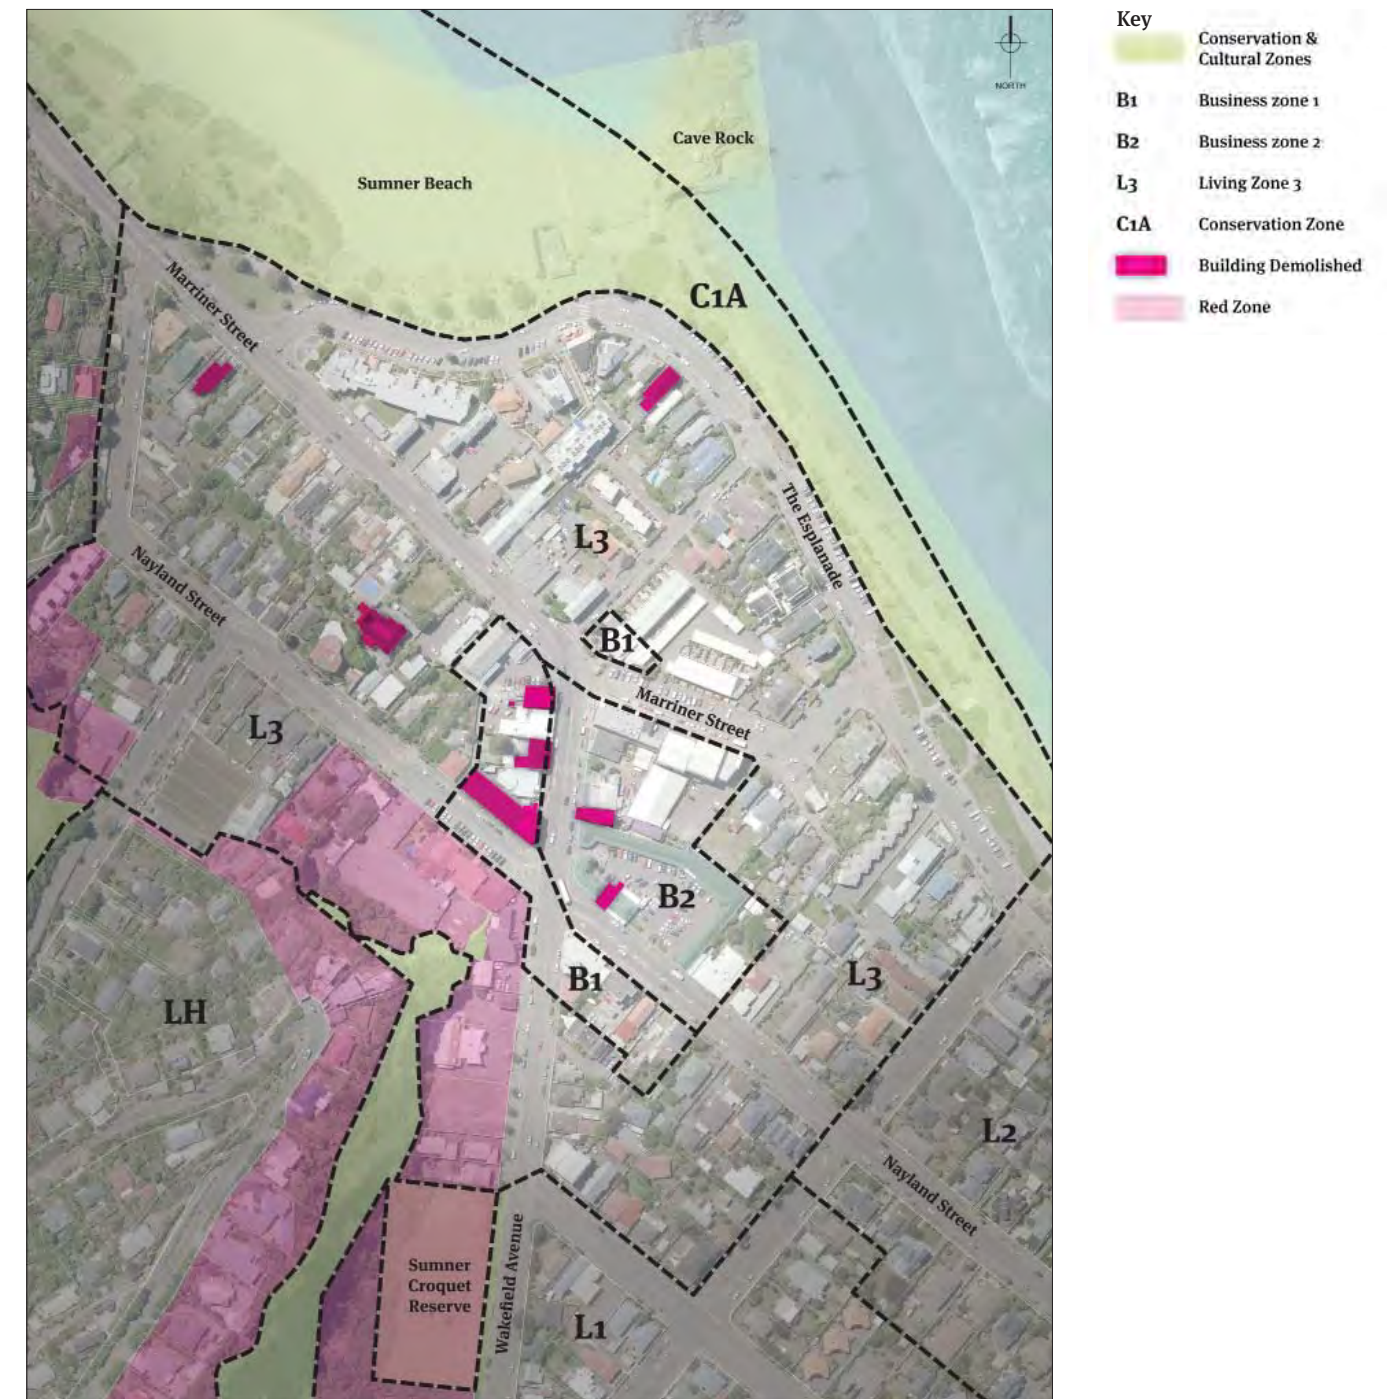 NORTH
Cave Rock
Sumner Beach
C1A
Marriner Street
The Esplanade
L3
Nayland Street
B1
Marriner Street
L3
B2
B1
L3
LH
L2
Nayland Street
Sumner
Croquet
Reserve
Wakefield Avenue
L1
Key
Conservation &
Cultural Zones
B1 Business zone 1
B2 Business zone 2
L3 Living Zone 3
C1A Conservation Zone
Building Demolished
Red Zone